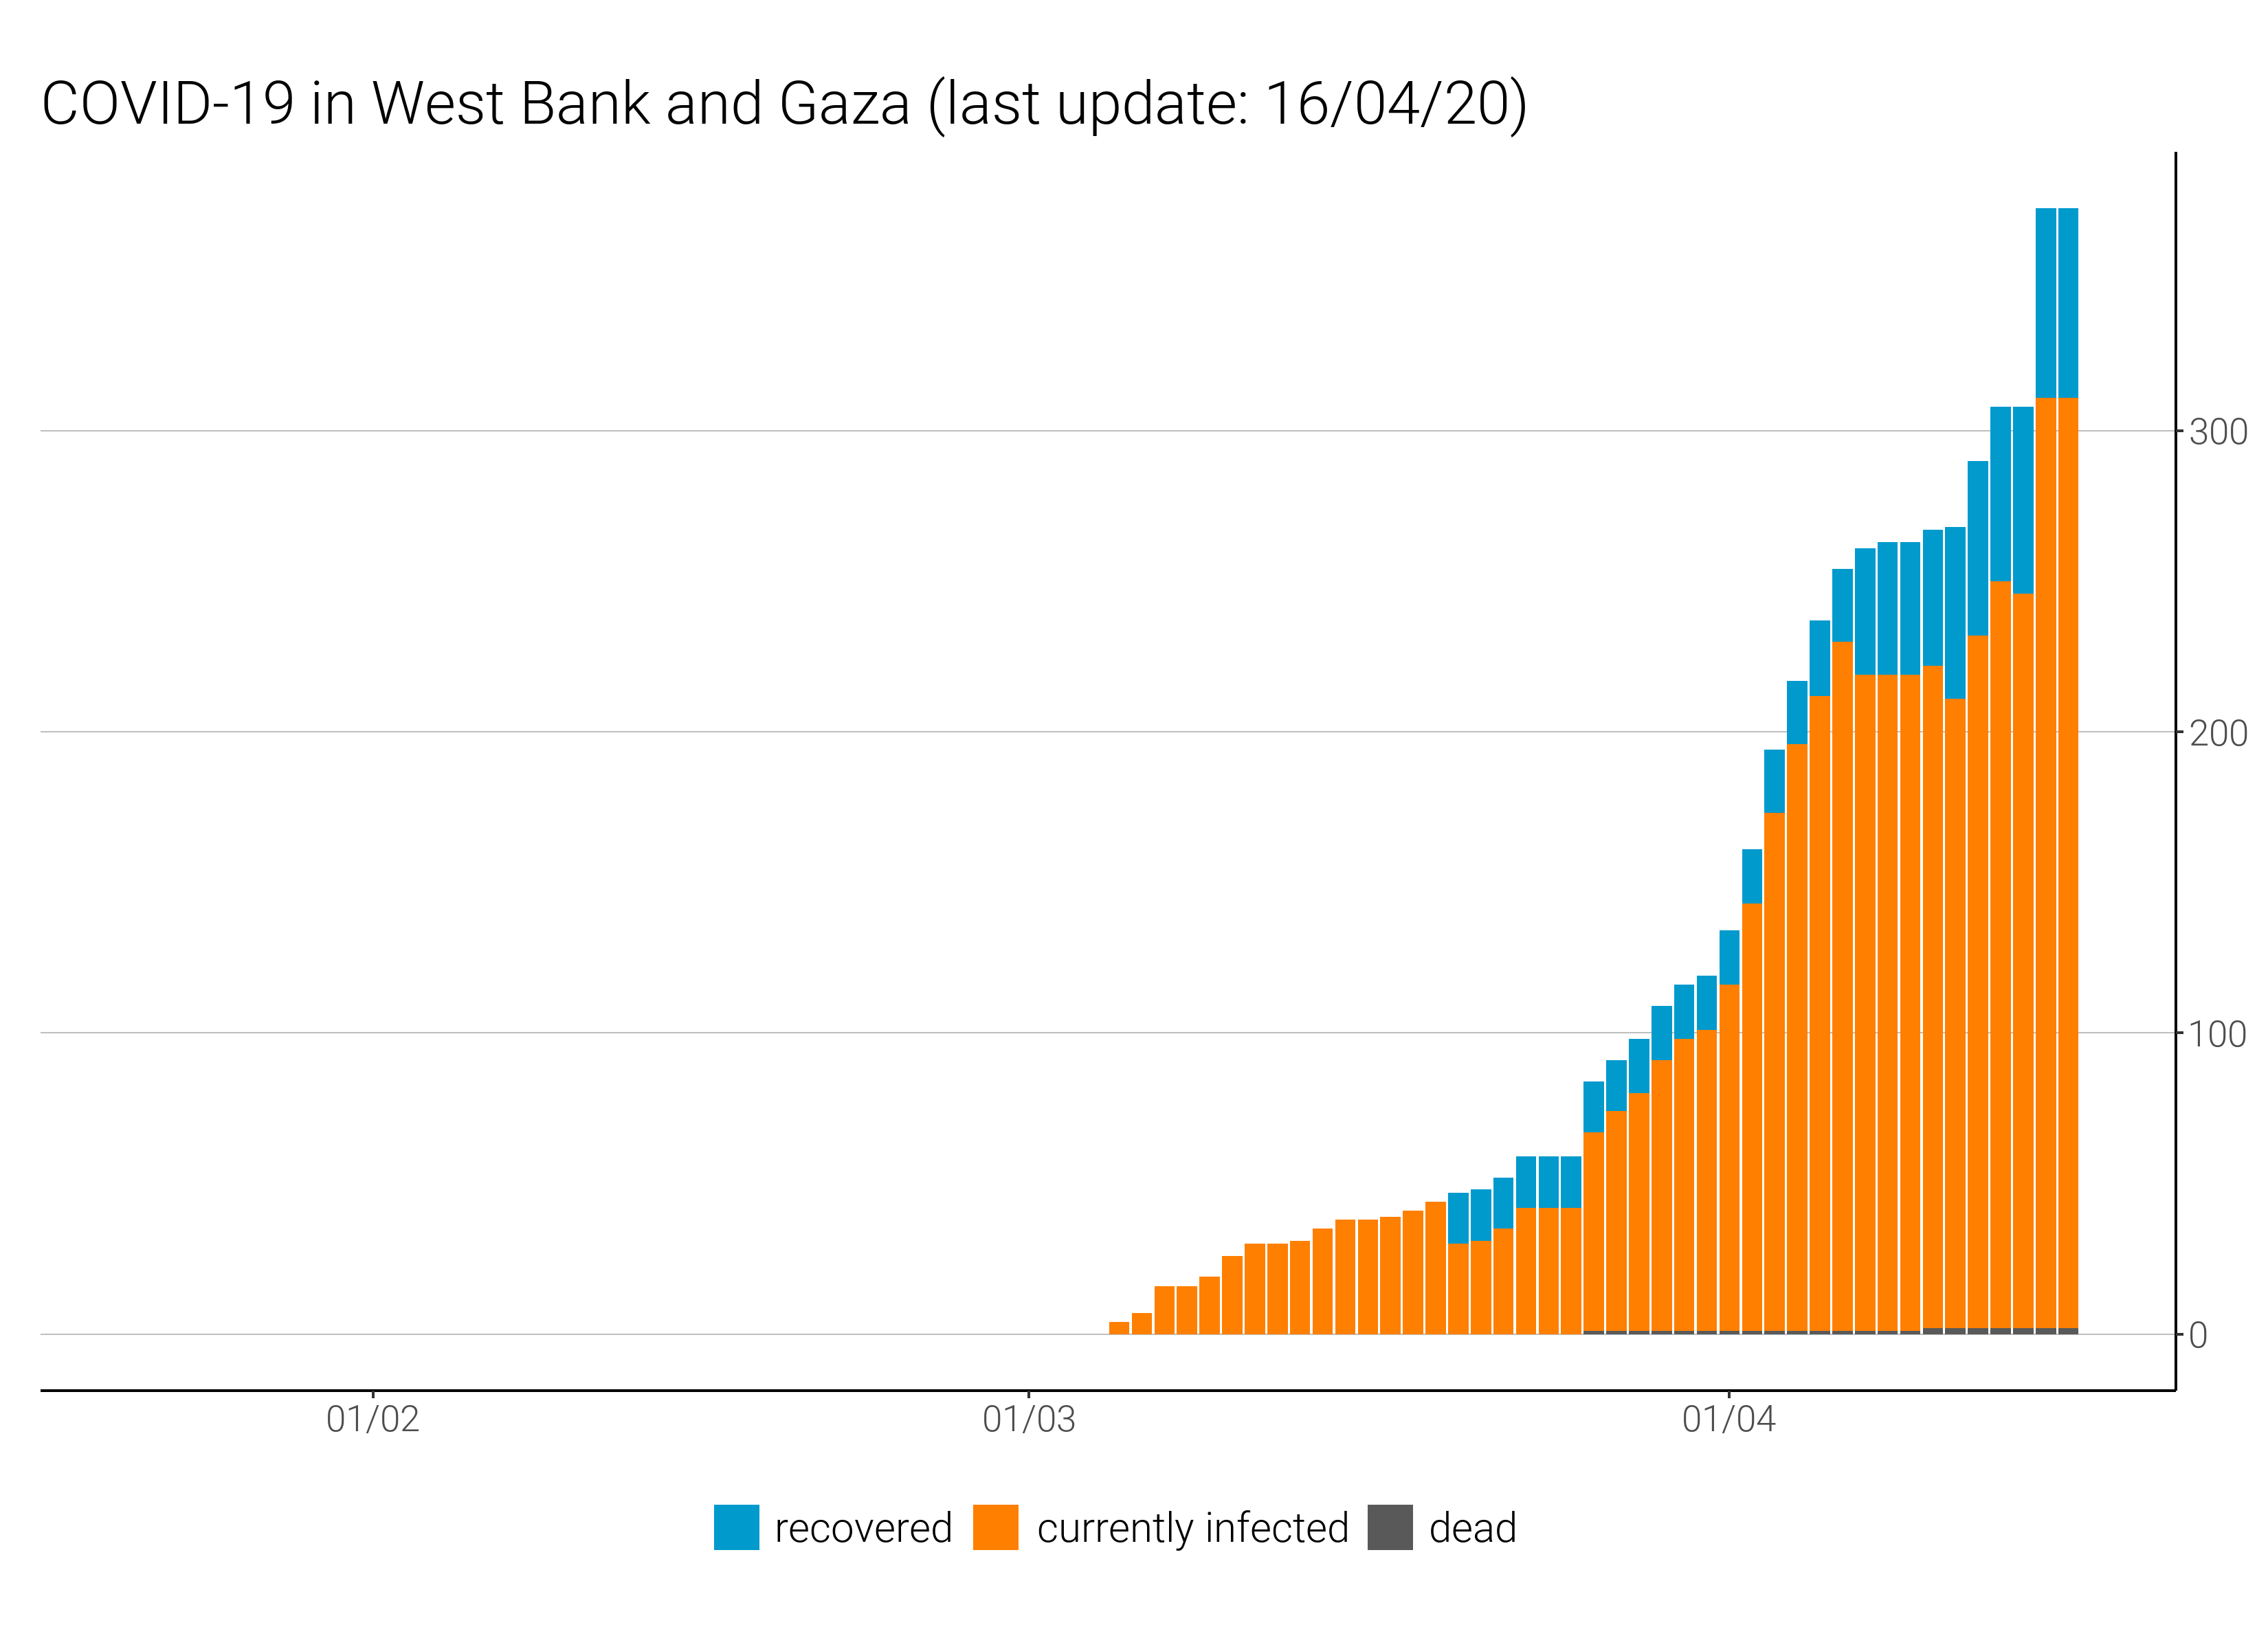 COVID-19 in West Bank and Gaza (last update: 16/04/20)
300
200
100
0
01/02 01/03 01/04
recovered currently infected dead